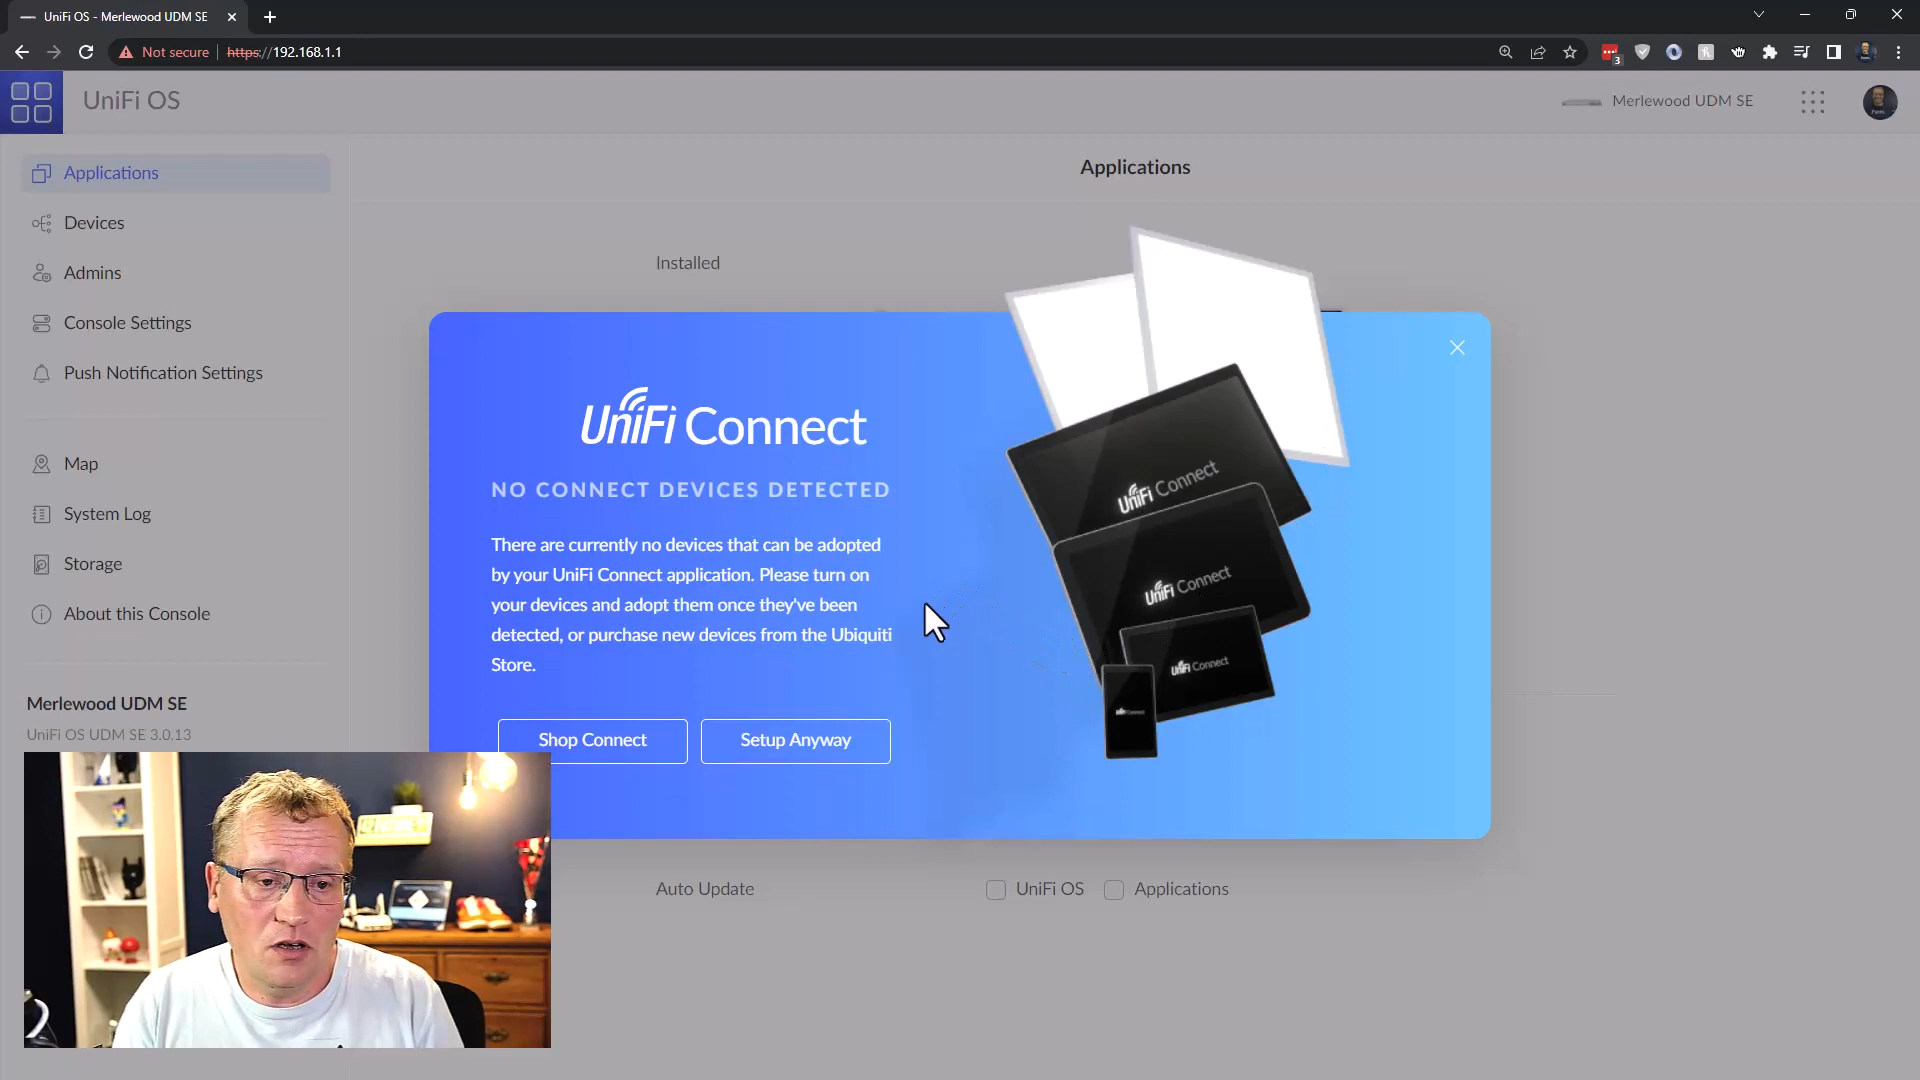 UniFi OS - Merlewood UDM SE
Not secure
https://192.168.1.1
3
UniFi OS
Merlewood UDM SE
Applications
Devices
Admins
Console Settings
Push Notification Settings
Map
System Log
Storage
About this Console
Merlewood UDM SE
UniFi OS UDM SE 3.0.13
Applications
Installed
UniFi Connect
NO CONNECT DEVICES DETECTED
There are currently no devices that can be adopted
by your UniFi Connect application. Please turn on
your devices and adopt them once they've been
detected, or purchase new devices from the Ubiquiti
Store.
Shop Connect
Setup Anyway
UniFi Connect
UniFi Connect
UniFi Connect
UniFi Connect
Auto Update
UniFi OS
Applications